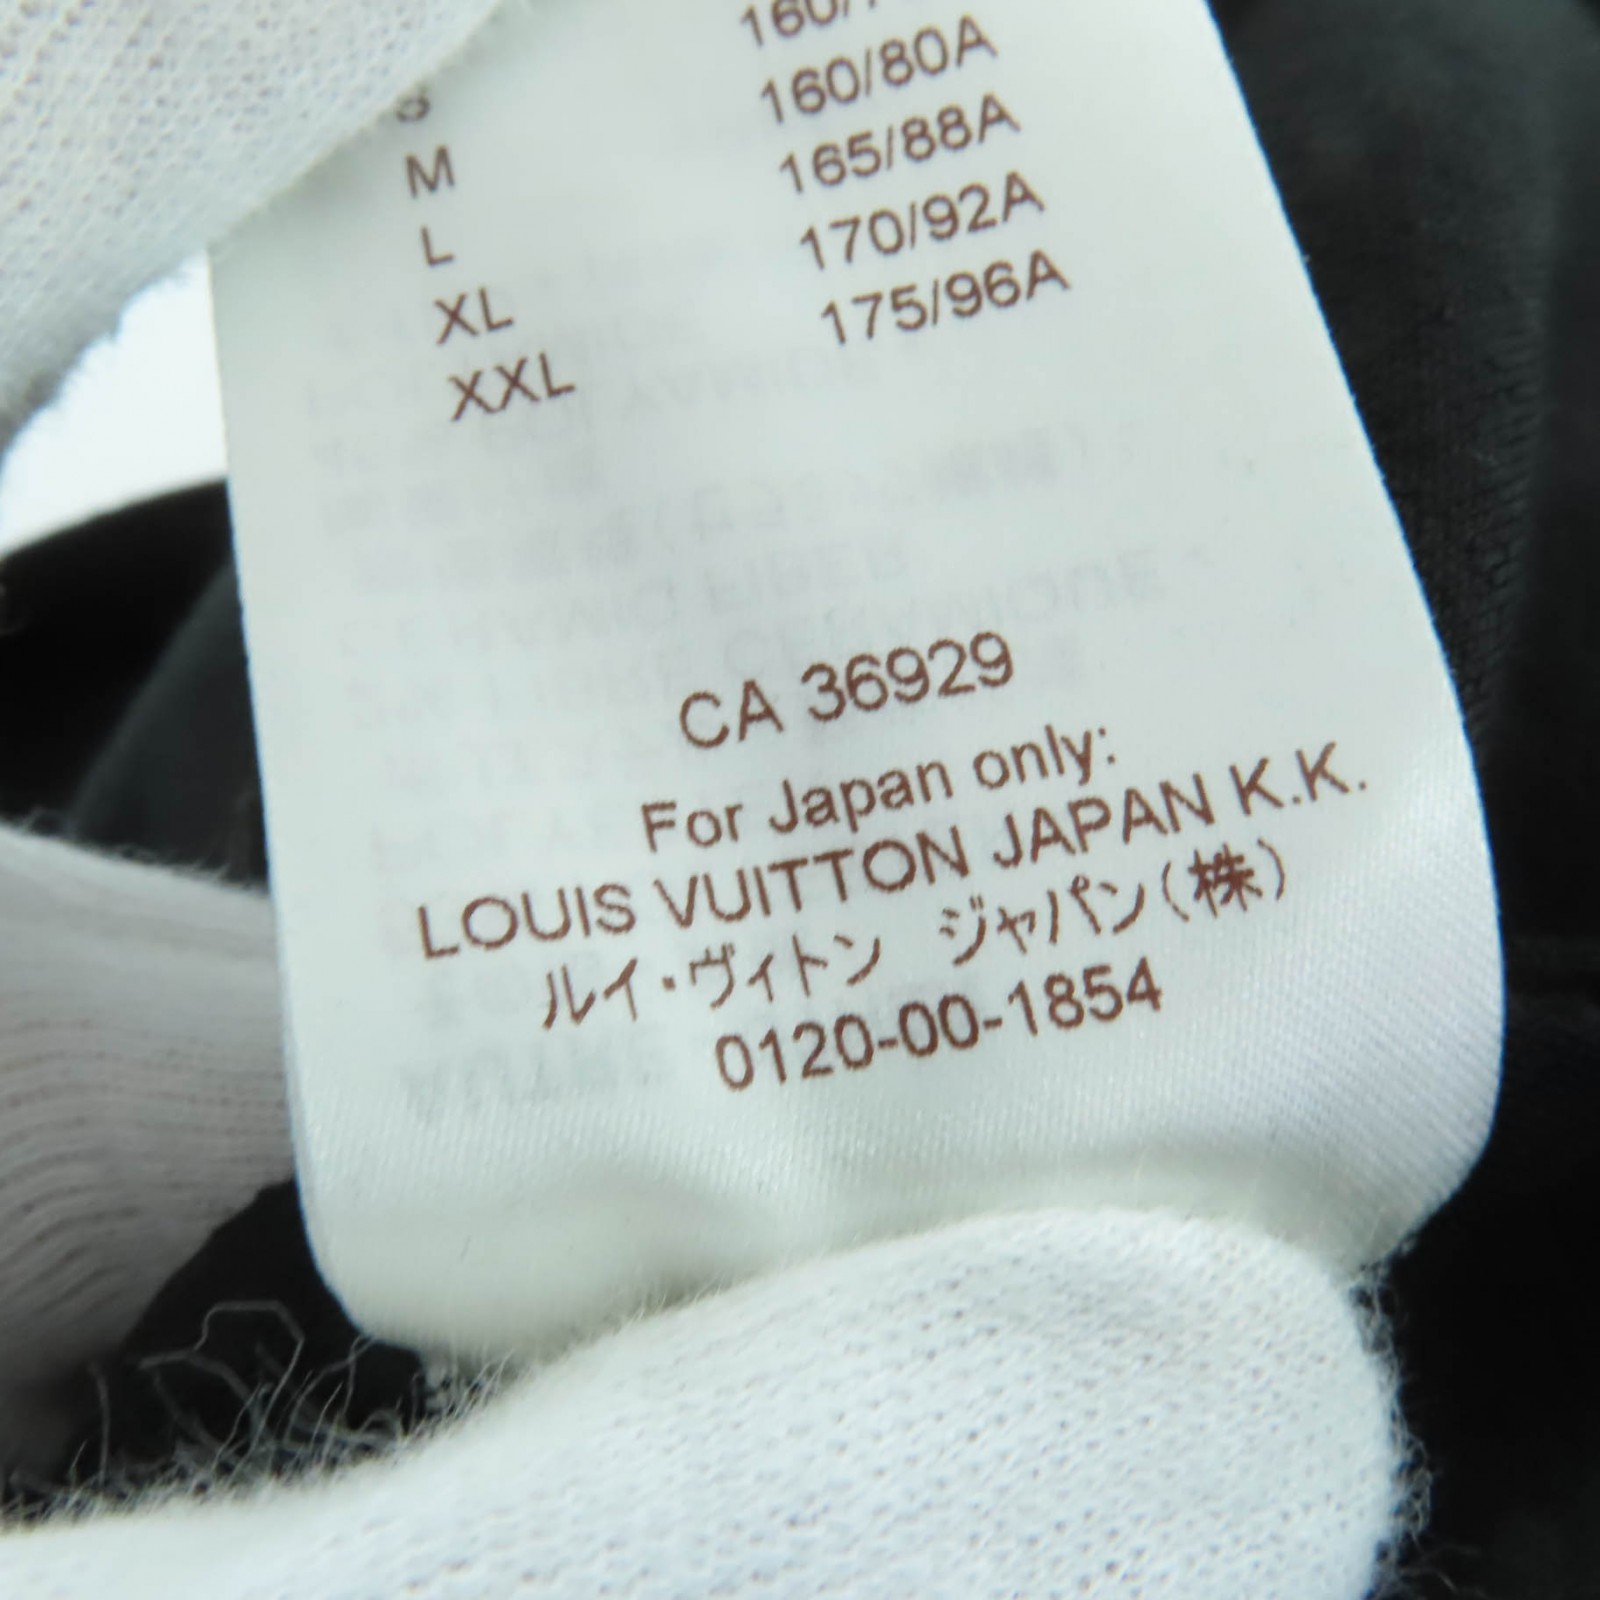 S
160/80A
M
165/88A
L
170/92A
XL
175/96A
XXL
CA 36929
For Japan only:
LOUIS VUITTON JAPAN K.K.
ルイ・ヴィトン ジャパン(株)
0120-00-1854